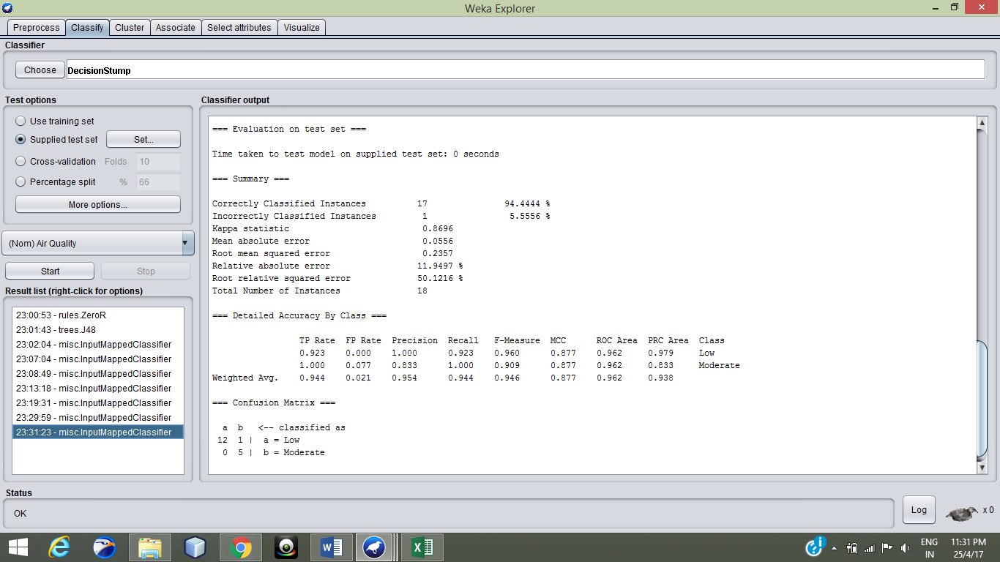 Weka Explorer
Preprocess Classify Cluster Associate Select attributes Visualize
Classifier
Choose DecisionStump
Test options
Use training set
Supplied test set Set...
Cross-validation Folds 10
Percentage split % 66
More options...
(Nom) Air Quality
Start Stop
Result list (right-click for options)
23:00:53 - rules.ZeroR
23:01:43 - trees.J48
23:02:04 - misc.InputMappedClassifier
23:07:04 - misc.InputMappedClassifier
23:08:49 - misc.InputMappedClassifier
23:13:18 - misc.InputMappedClassifier
23:19:31 - misc.InputMappedClassifier
23:29:59 - misc.InputMappedClassifier
23:31:23 - misc.InputMappedClassifier
Classifier output
=== Evaluation on test set ===
Time taken to test model on supplied test set: 0 seconds
=== Summary ===
Correctly Classified Instances 17 94.4444 %
Incorrectly Classified Instances 1 5.5556 %
Kappa statistic 0.8696
Mean absolute error 0.0556
Root mean squared error 0.2357
Relative absolute error 11.9497 %
Root relative squared error 50.1216 %
Total Number of Instances 18
=== Detailed Accuracy By Class ===
TP Rate FP Rate Precision Recall F-Measure MCC ROC Area PRC Area Class
0.923 0.000 1.000 0.923 0.960 0.877 0.962 0.979 Low
1.000 0.077 0.833 1.000 0.909 0.877 0.962 0.833 Moderate
Weighted Avg. 0.944 0.021 0.954 0.944 0.946 0.877 0.962 0.938
=== Confusion Matrix ===
a b <-- classified as
12 1 | a = Low
0 5 | b = Moderate
Status
OK
Log
x 0
ENG
IN
11:31 PM
25/4/17